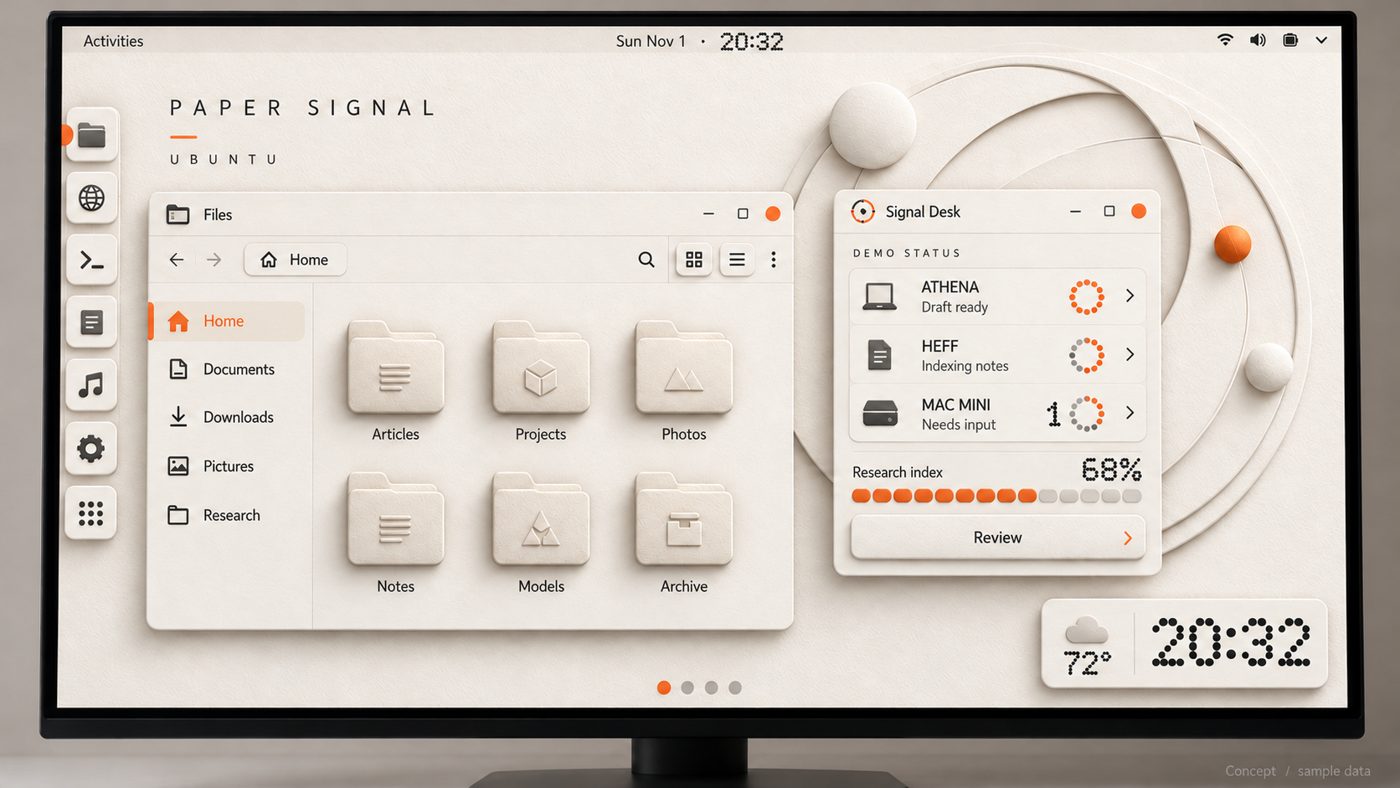 Activities
Sun Nov 1 · 20:32
PAPER SIGNAL
UBUNTU
Files
Home
Home
Documents
Downloads
Pictures
Research
Articles
Projects
Photos
Notes
Models
Archive
Signal Desk
DEMO STATUS
ATHENA
Draft ready
HEFF
Indexing notes
MAC MINI
Needs input
1
Research index
68%
Review
72°
20:32
Concept / sample data